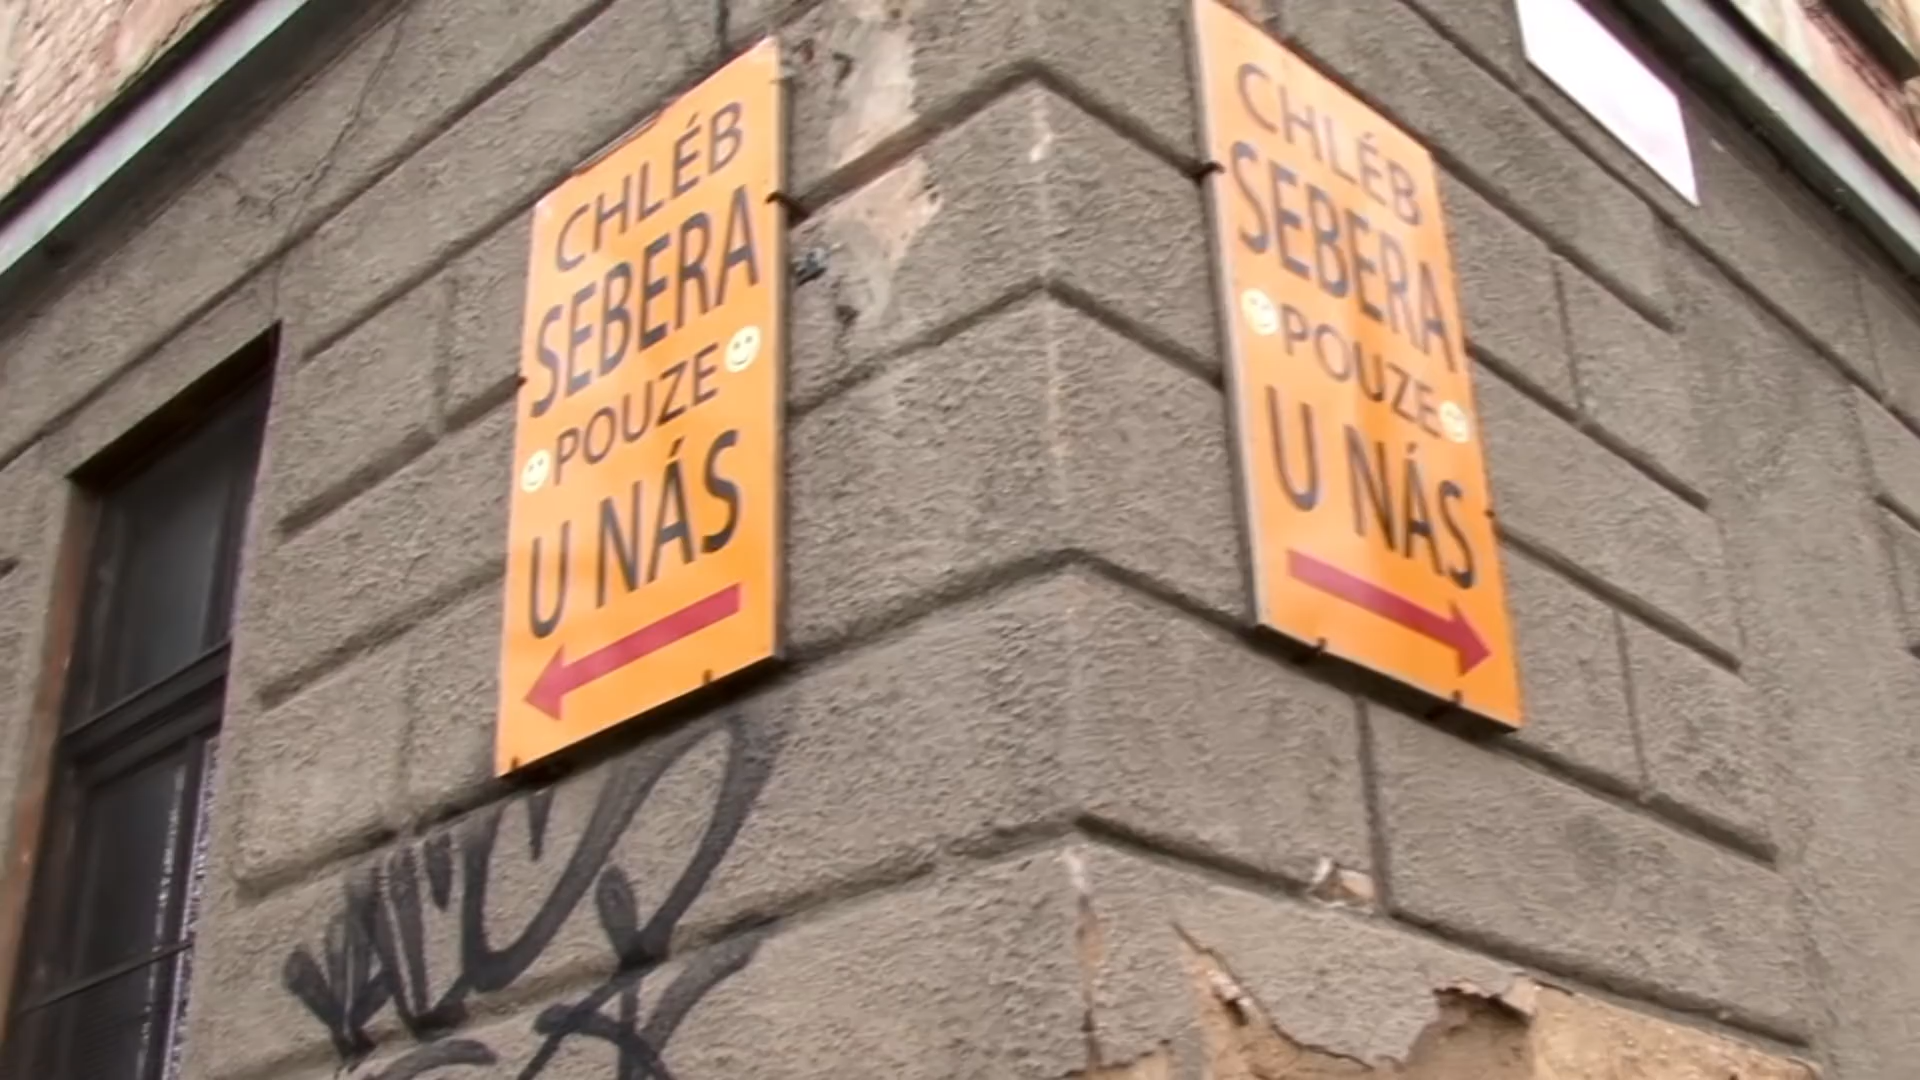 CHLÉB
SEBERA
POUZE
U NÁS
CHLÉB
SEBERA
POUZE
U NÁS